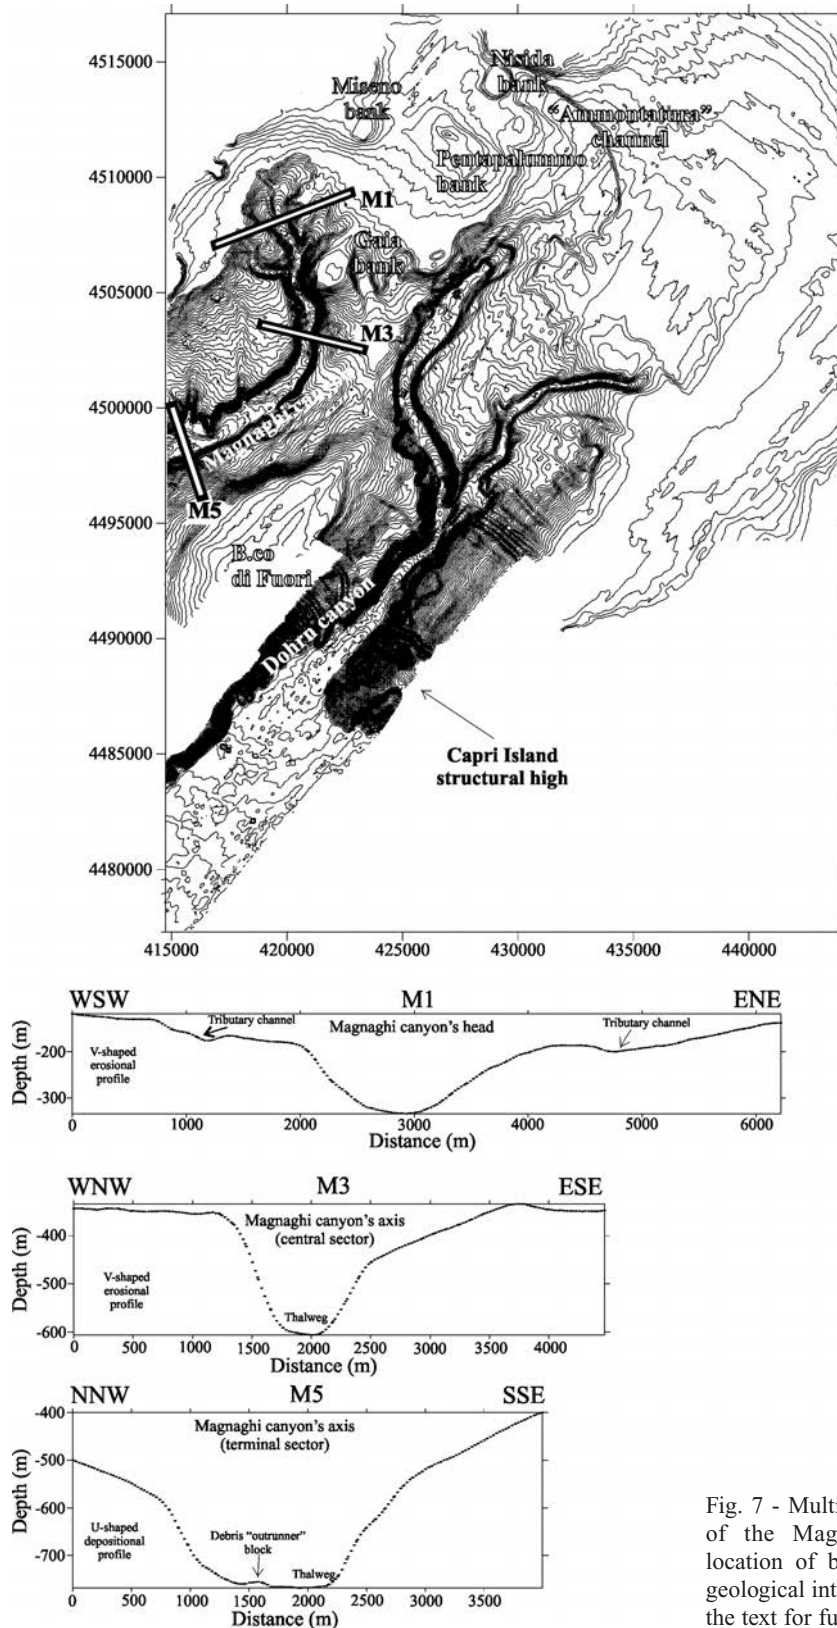 4515000
4510000
4505000
4500000
4495000
4490000
4485000
4480000
415000 420000 425000 430000 435000 440000
Nisida
bank
Miseno
bank
"Ammontatura"
channel
Pentapalummo
bank
M1
Gaia
bank
M3
M5
B.co
di Fuori
Dohrn canyon
Capri Island
structural high
WSW M1 ENE
Tributary channel
Magnaghi canyon's head
Tributary channel
V-shaped
erosional
profile
Depth (m)
-200
-300
0 1000 2000 3000 4000 5000 6000
Distance (m)
WNW M3 ESE
Magnaghi canyon's axis
(central sector)
V-shaped
erosional
profile
Thalweg
Depth (m)
-400
-500
-600
0 500 1000 1500 2000 2500 3000 3500 4000
Distance (m)
NNW M5 SSE
Magnaghi canyon's axis
(terminal sector)
U-shaped
depositional
profile
Debris "outrunner"
block
Thalweg
Depth (m)
-400
-500
-600
-700
0 500 1000 1500 2000 2500 3000 3500
Distance (m)
Fig. 7 - Multi
of the Mag
location of b
geological int
the text for fu